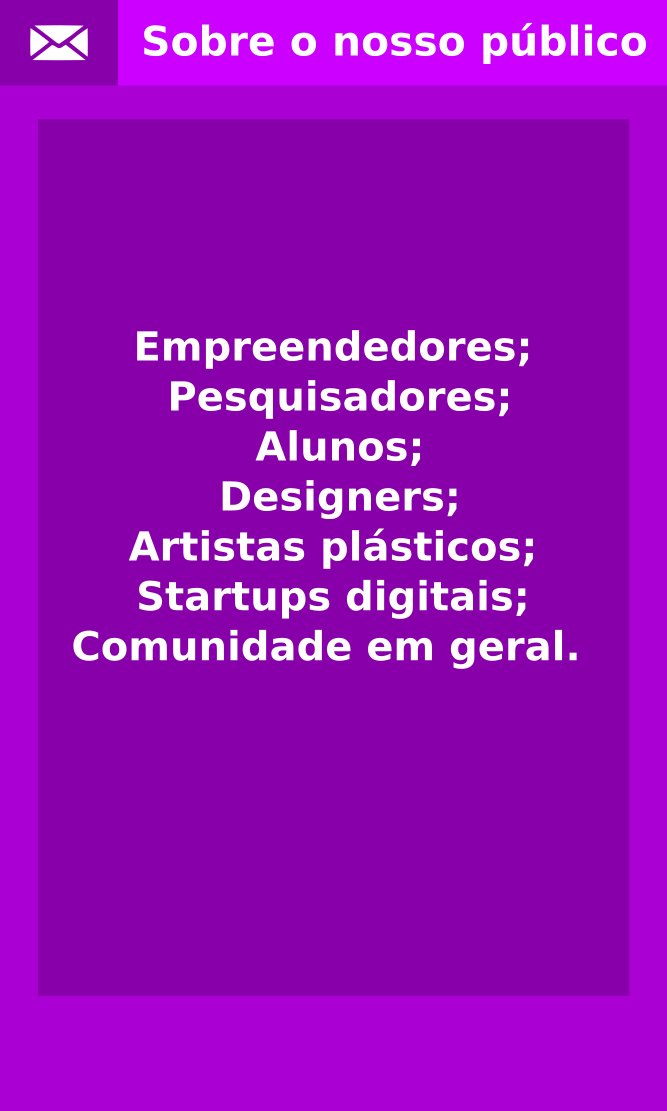 Sobre o nosso público
Empreendedores;
Pesquisadores;
Alunos;
Designers;
Artistas plásticos;
Startups digitais;
Comunidade em geral.